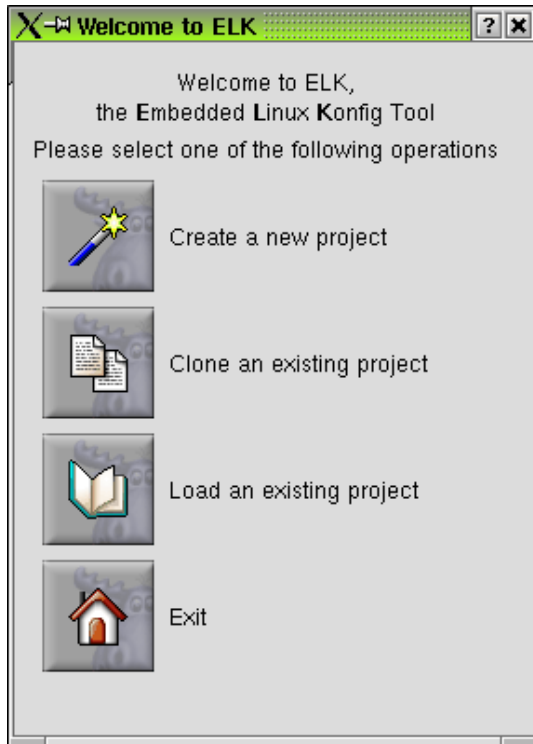 Welcome to ELK
Welcome to ELK,
the Embedded Linux Konfig Tool
Please select one of the following operations
Create a new project
Clone an existing project
Load an existing project
Exit